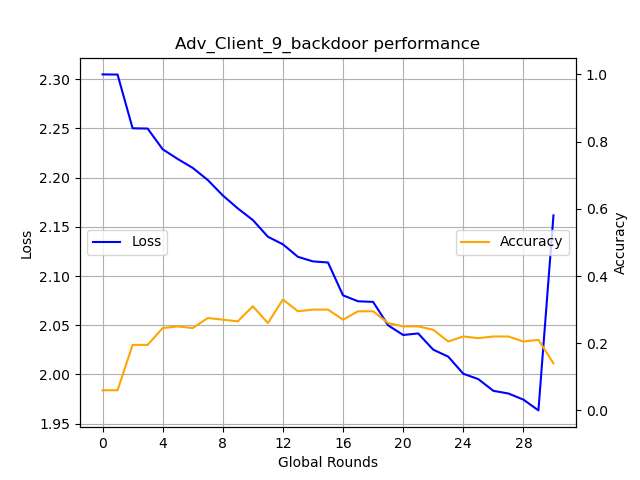 Adv_Client_9_backdoor performance
2.30
2.25
2.20
2.15
2.10
2.05
2.00
1.95
Loss
Loss
Accuracy
1.0
0.8
0.6
0.4
0.2
0.0
Accuracy
0 4 8 12 16 20 24 28
Global Rounds